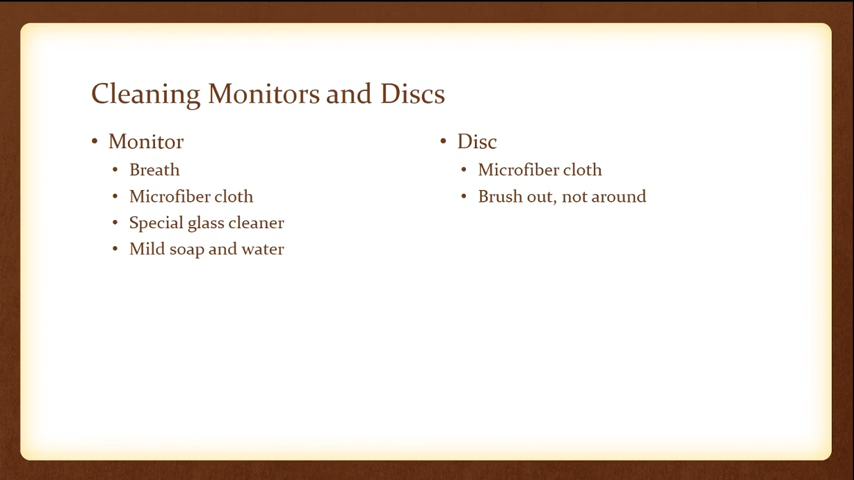 Cleaning Monitors and Discs
• Monitor
• Breath
• Microfiber cloth
• Special glass cleaner
• Mild soap and water
• Disc
• Microfiber cloth
• Brush out, not around